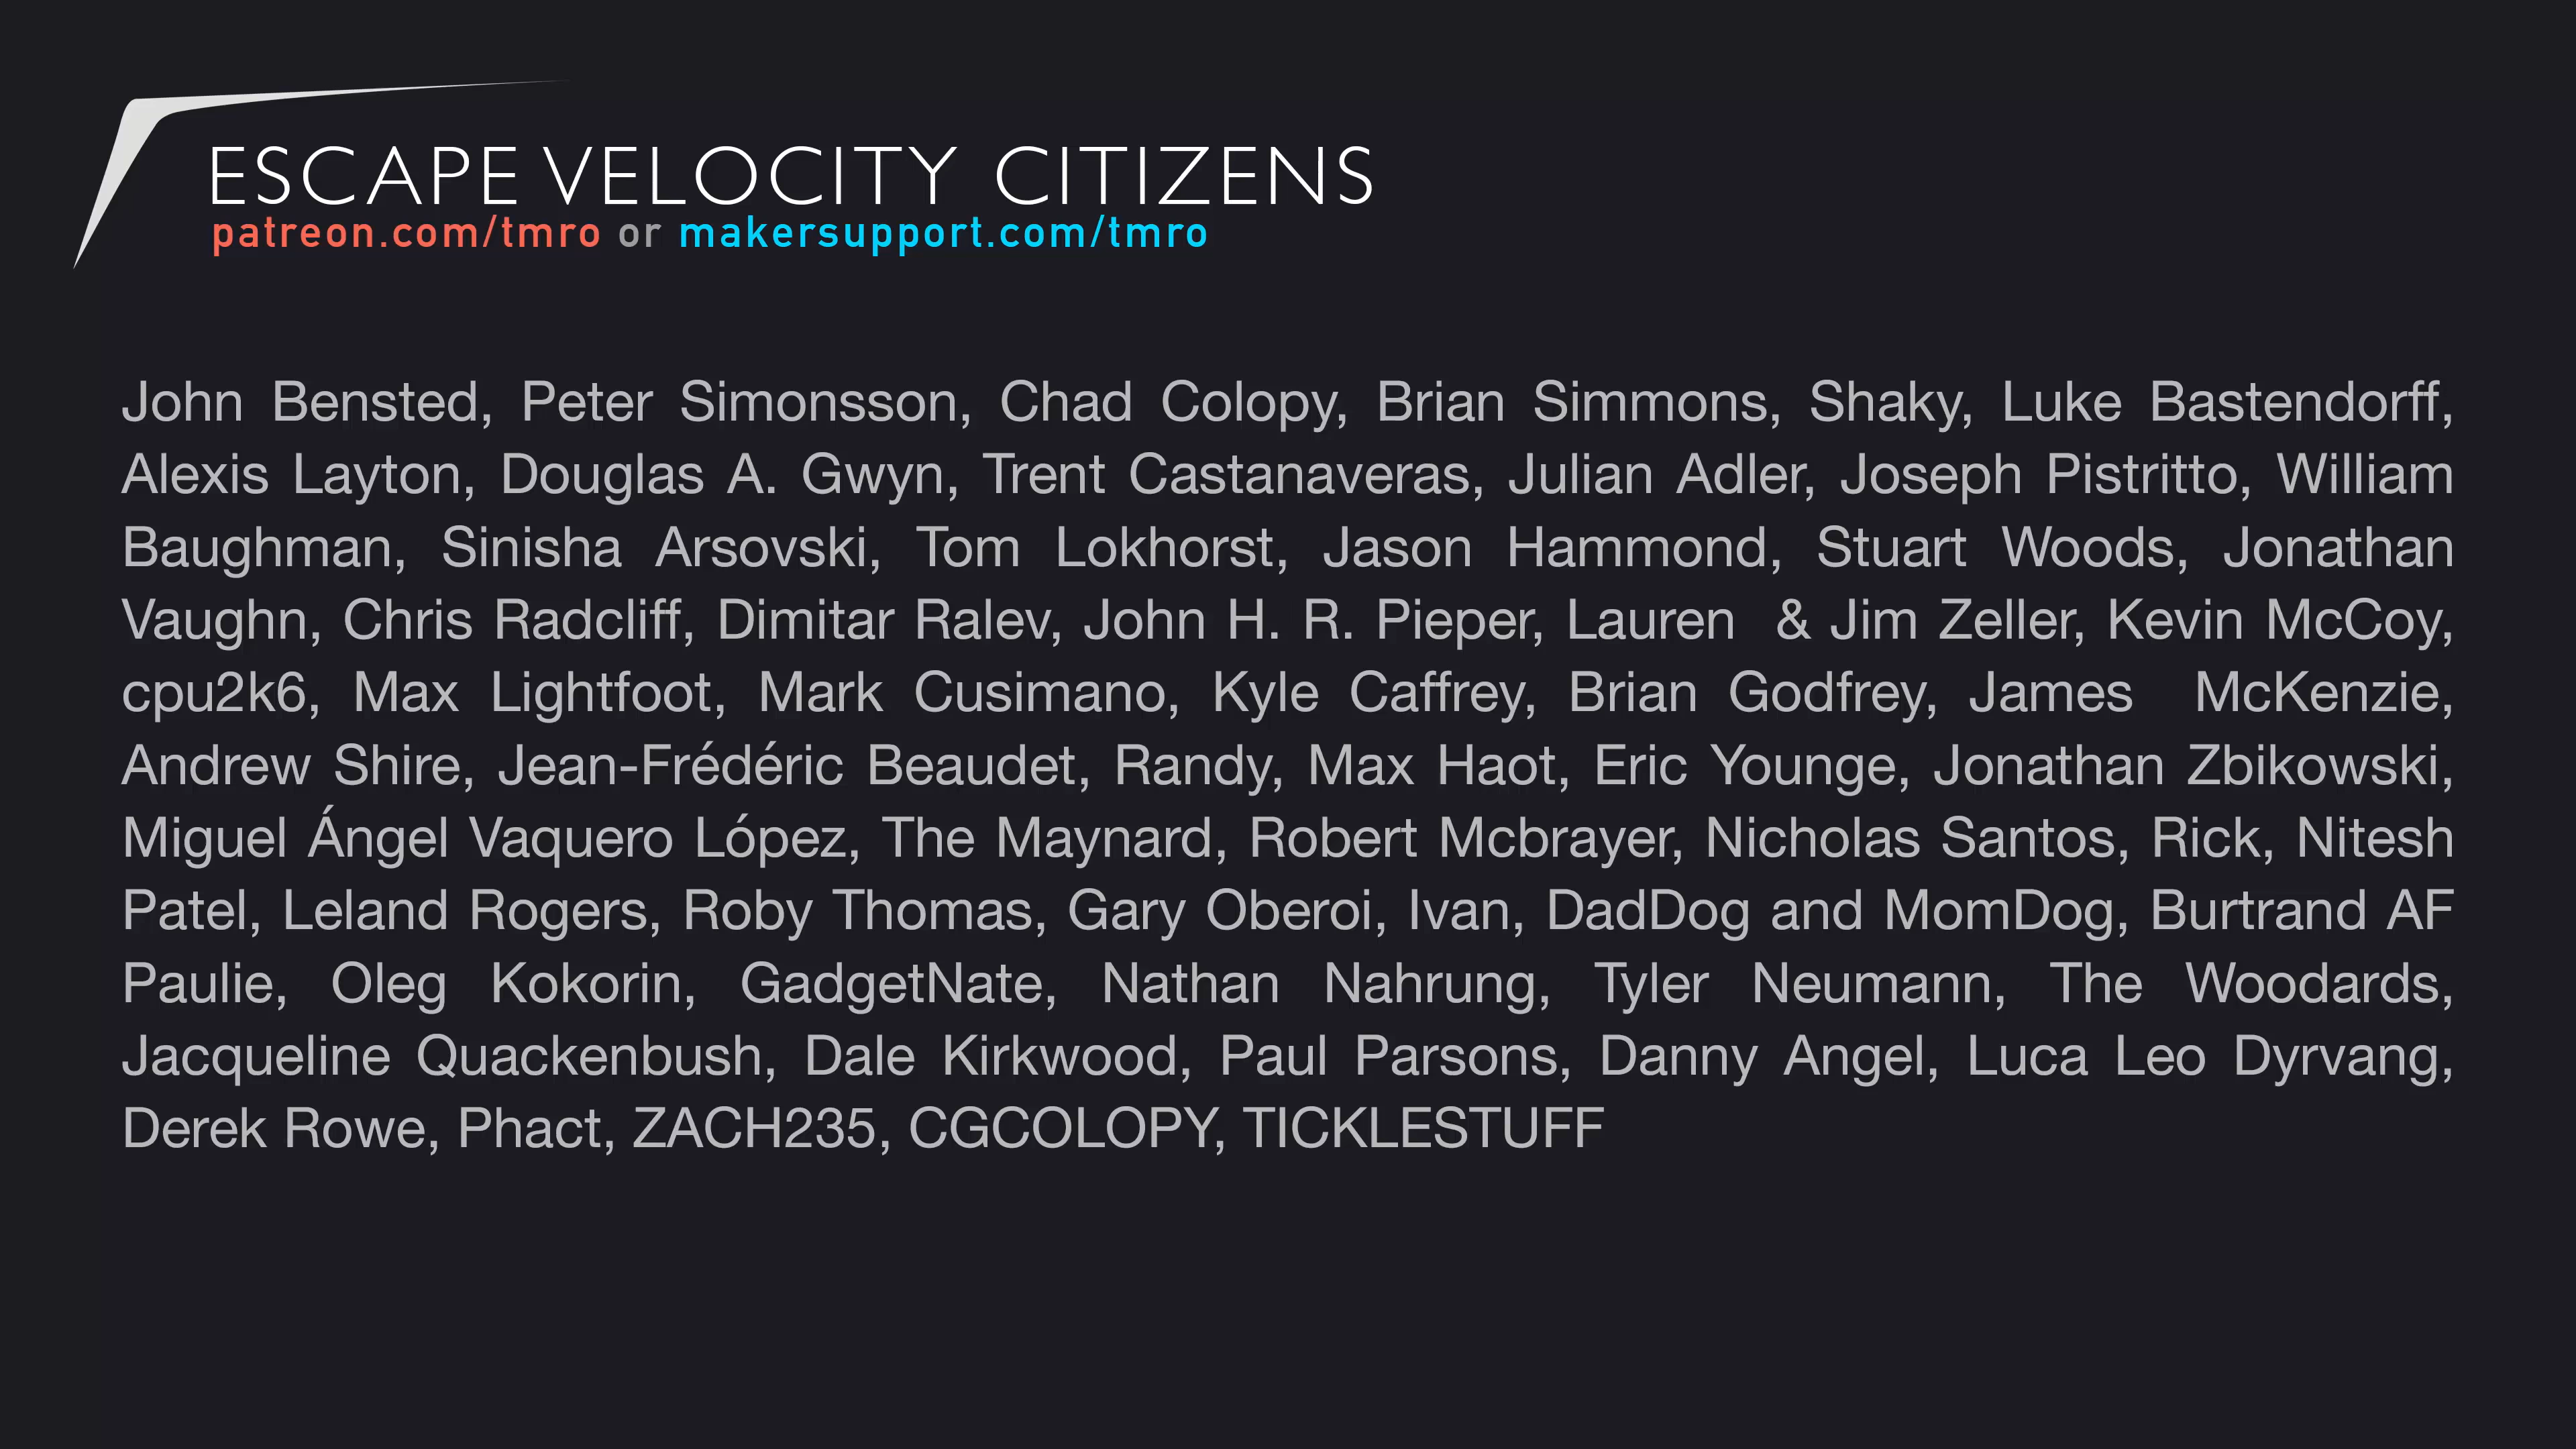 ESCAPE VELOCITY CITIZENS
patreon.com/tmro or makersupport.com/tmro
John Bensted, Peter Simonsson, Chad Colopy, Brian Simmons, Shaky, Luke Bastendorff,
Alexis Layton, Douglas A. Gwyn, Trent Castanaveras, Julian Adler, Joseph Pistritto, William
Baughman, Sinisha Arsovski, Tom Lokhorst, Jason Hammond, Stuart Woods, Jonathan
Vaughn, Chris Radcliff, Dimitar Ralev, John H. R. Pieper, Lauren & Jim Zeller, Kevin McCoy,
cpu2k6, Max Lightfoot, Mark Cusimano, Kyle Caffrey, Brian Godfrey, James McKenzie,
Andrew Shire, Jean-Frédéric Beaudet, Randy, Max Haot, Eric Younge, Jonathan Zbikowski,
Miguel Ángel Vaquero López, The Maynard, Robert Mcbrayer, Nicholas Santos, Rick, Nitesh
Patel, Leland Rogers, Roby Thomas, Gary Oberoi, Ivan, DadDog and MomDog, Burtrand AF
Paulie, Oleg Kokorin, GadgetNate, Nathan Nahrung, Tyler Neumann, The Woodards,
Jacqueline Quackenbush, Dale Kirkwood, Paul Parsons, Danny Angel, Luca Leo Dyrvang,
Derek Rowe, Phact, ZACH235, CGCOLOPY, TICKLESTUFF